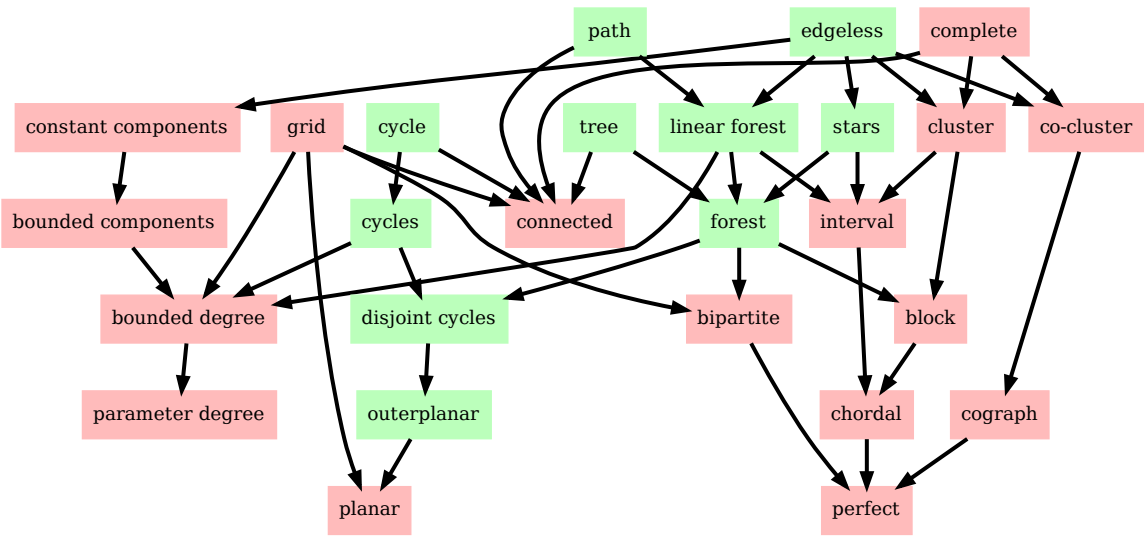 path
edgeless
complete
constant components
grid
cycle
tree
linear forest
stars
cluster
co-cluster
bounded components
cycles
connected
forest
interval
bounded degree
disjoint cycles
bipartite
block
parameter degree
outerplanar
chordal
cograph
planar
perfect